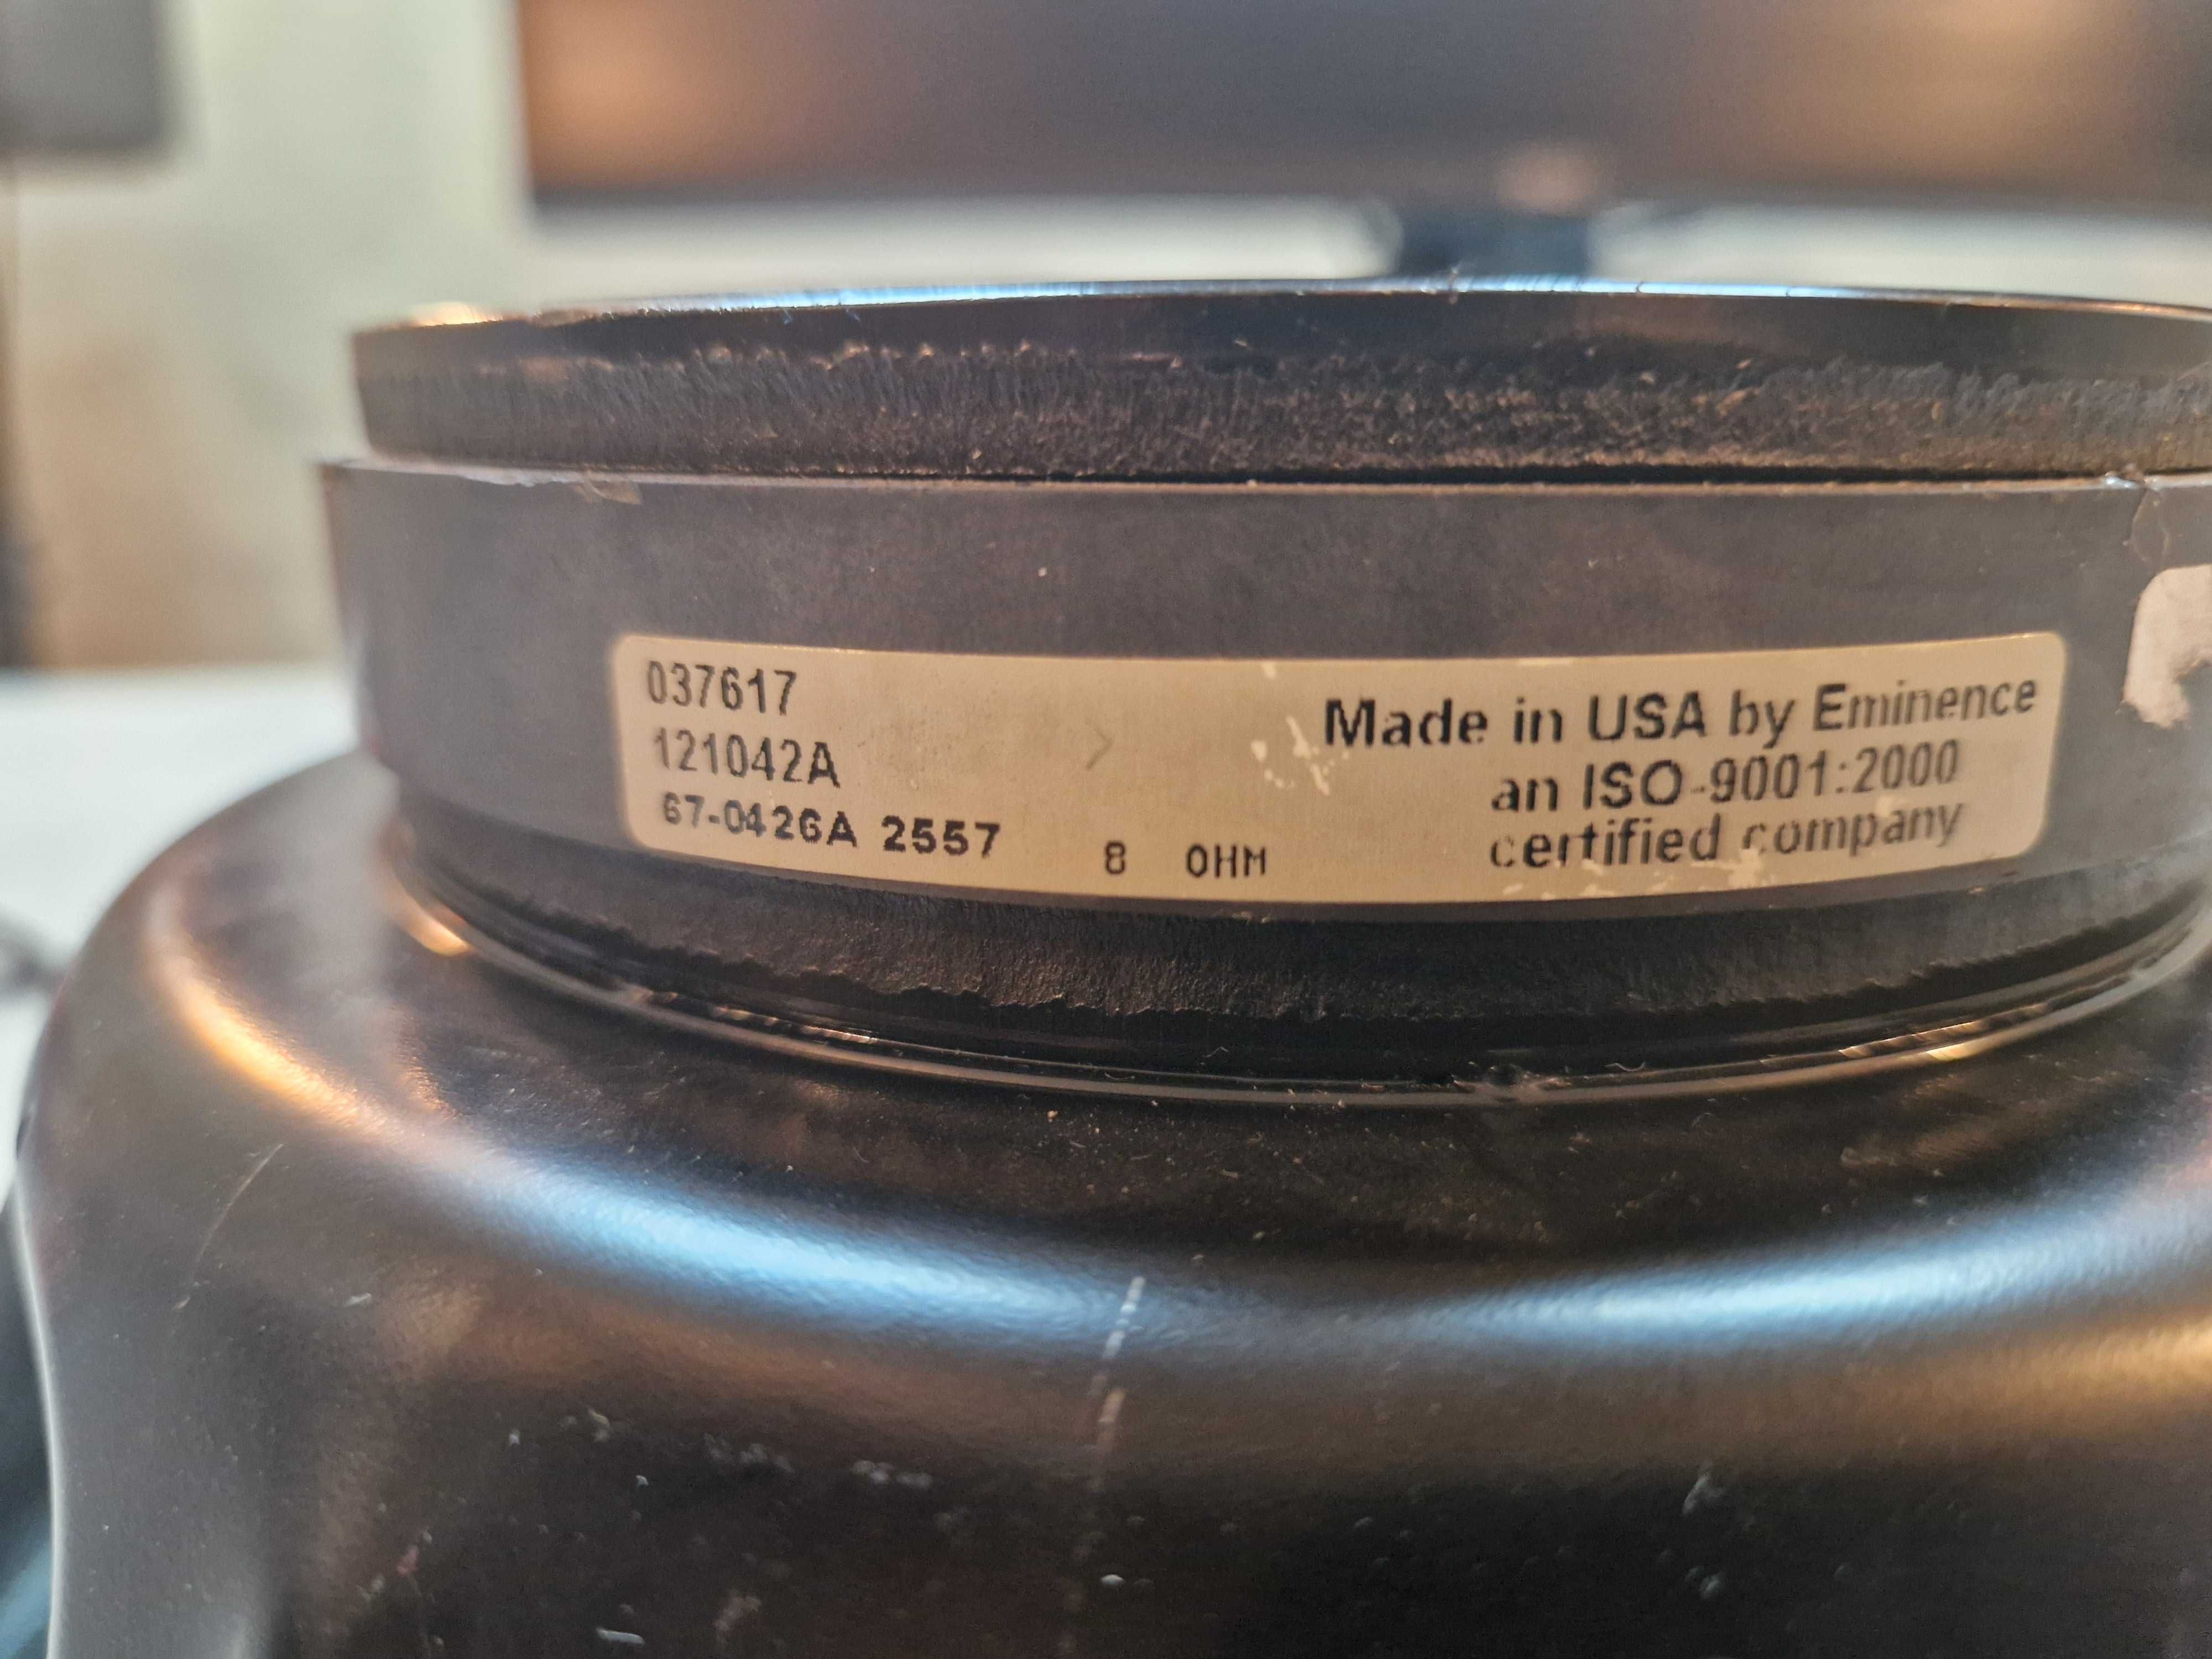 037617
121042A
67-0426A 2557
8 OHM
Made in USA by Eminence
an ISO-9001:2000
certified company